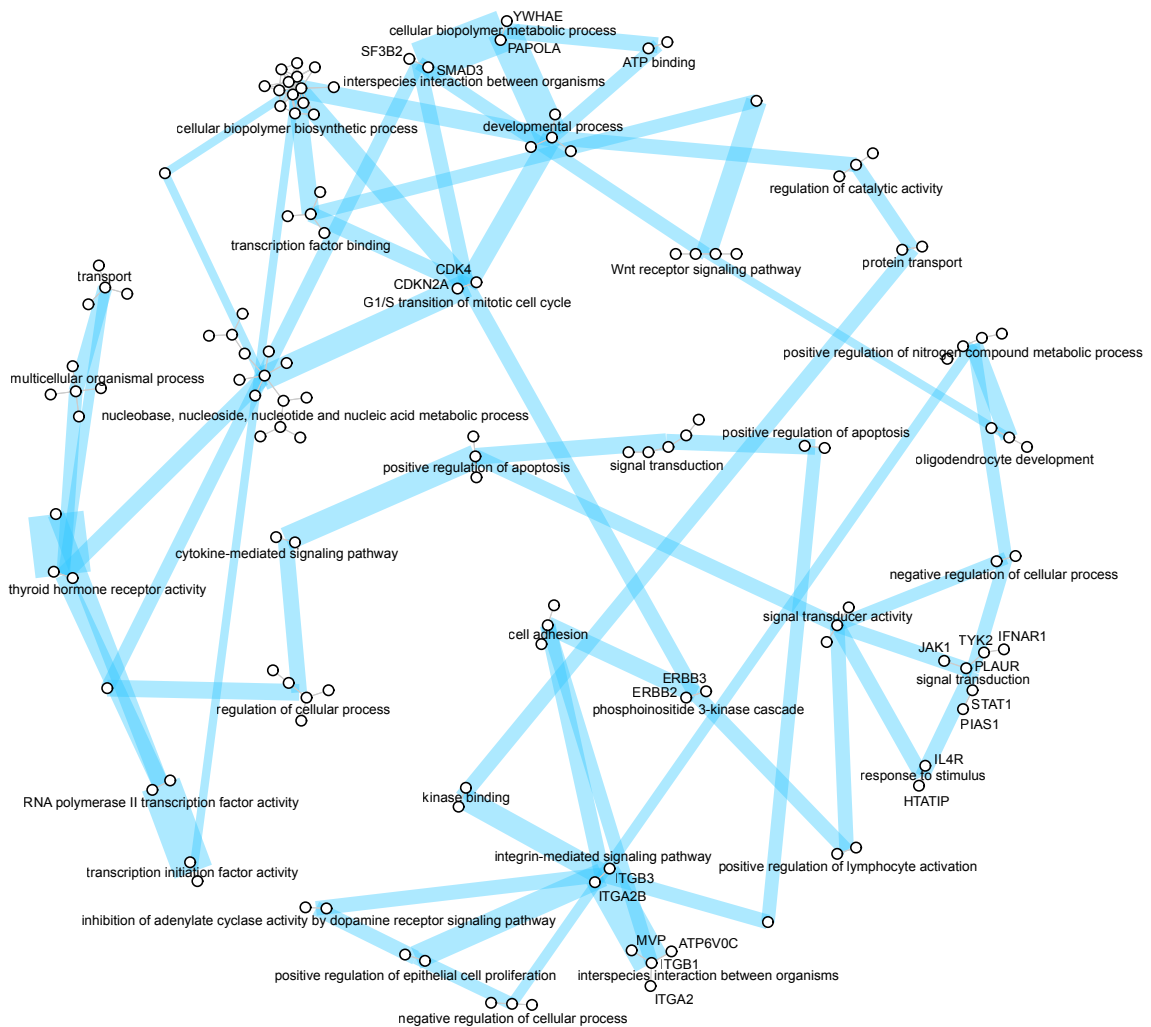 YWHAE
cellular biopolymer metabolic process
SF3B2
PAPOLA
ATP binding
SMAD3
interspecies interaction between organisms
cellular biopolymer biosynthetic process
developmental process
regulation of catalytic activity
transcription factor binding
transport
CDK4
CDKN2A
G1/S transition of mitotic cell cycle
Wnt receptor signaling pathway
protein transport
positive regulation of nitrogen compound metabolic process
multicellular organismal process
nucleobase, nucleoside, nucleotide and nucleic acid metabolic process
positive regulation of apoptosis
positive regulation of apoptosis
signal transduction
oligodendrocyte development
cytokine-mediated signaling pathway
thyroid hormone receptor activity
negative regulation of cellular process
signal transducer activity
cell adhesion
JAK1
TYK2
IFNAR1
PLAUR
signal transduction
STAT1
PIAS1
ERBB3
ERBB2
phosphoinositide 3-kinase cascade
regulation of cellular process
IL4R
response to stimulus
HTATIP
RNA polymerase II transcription factor activity
kinase binding
integrin-mediated signaling pathway
positive regulation of lymphocyte activation
transcription initiation factor activity
ITGB3
ITGA2B
inhibition of adenylate cyclase activity by dopamine receptor signaling pathway
MVP
ATP6V0C
ITGB1
positive regulation of epithelial cell proliferation
interspecies interaction between organisms
ITGA2
negative regulation of cellular process